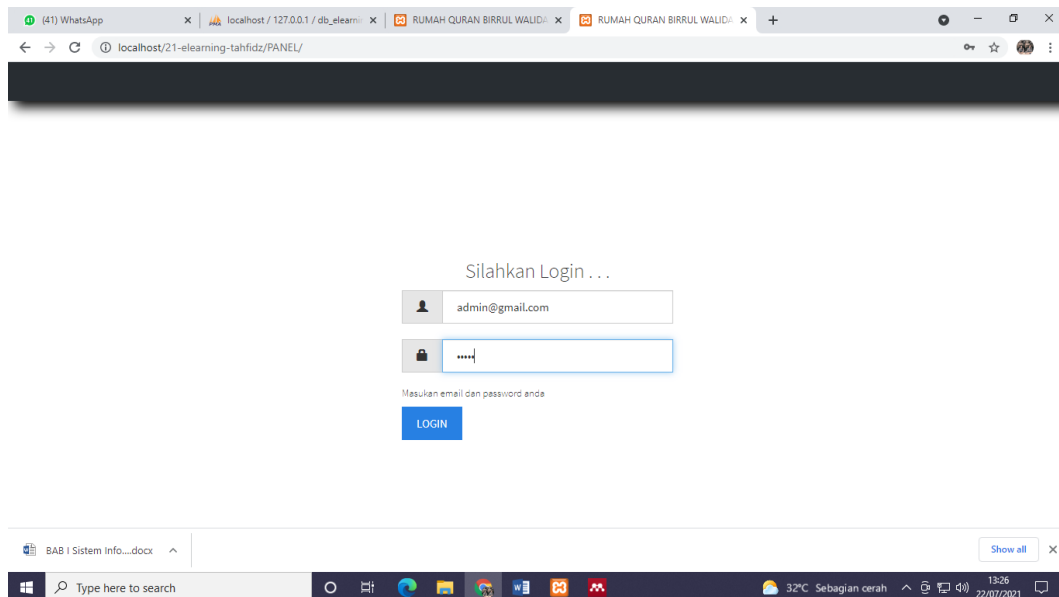 (41) WhatsApp
localhost / 127.0.0.1 / db_elearni
RUMAH QURAN BIRRUL WALIDA
RUMAH QURAN BIRRUL WALIDA
localhost/21-elearning-tahfidz/PANEL/
Silahkan Login . . .
admin@gmail.com
•••••
Masukan email dan password anda
LOGIN
BAB I Sistem Info....docx
Show all
Type here to search
32°C Sebagian cerah
13:26
22/07/2021